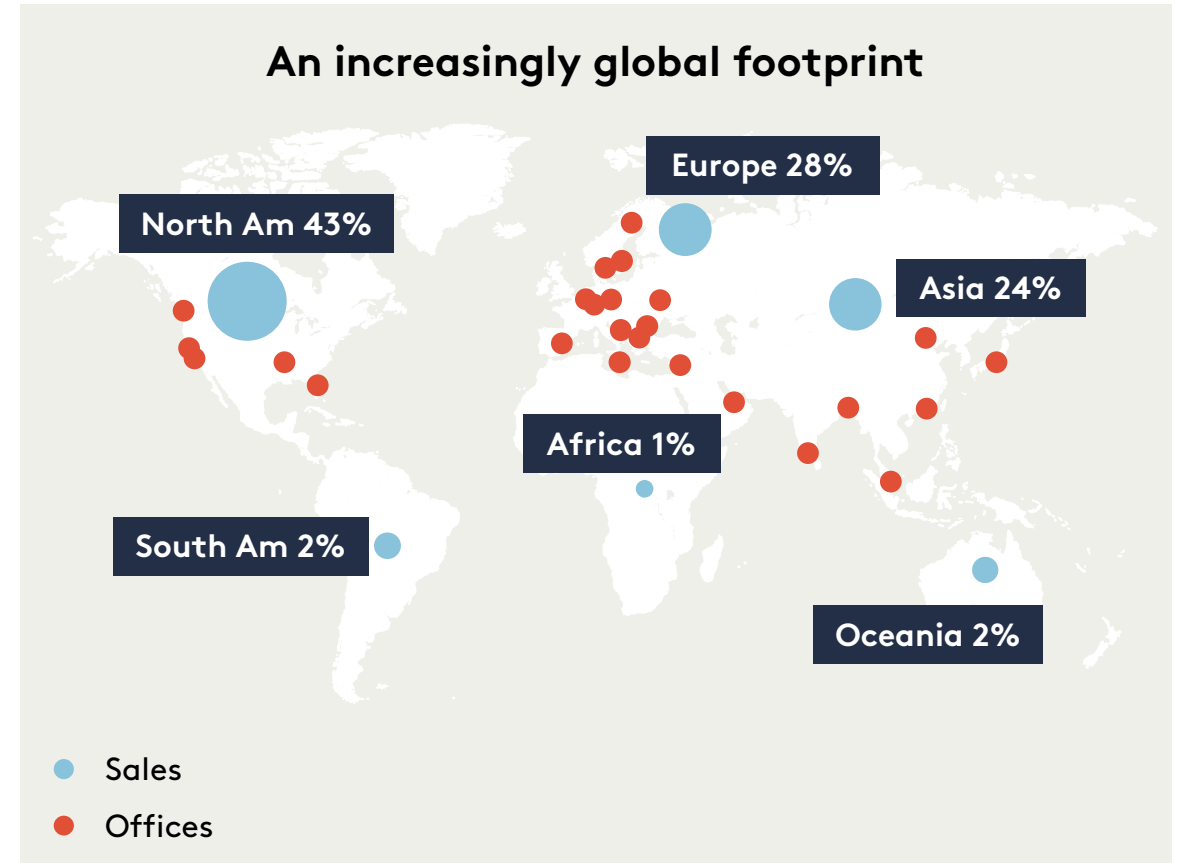 An increasingly global footprint
Europe 28%
North Am 43%
Asia 24%
Africa 1%
South Am 2%
Oceania 2%
Sales
Offices